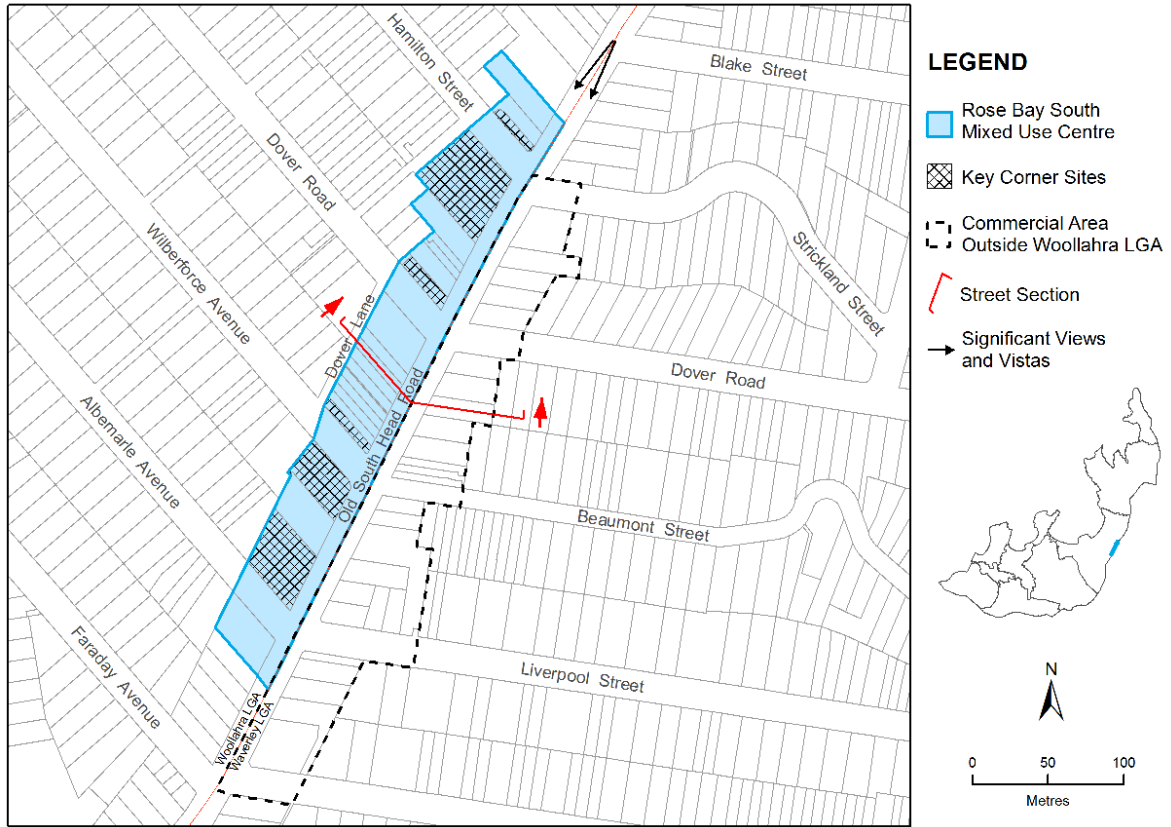 Hamilton Street
Blake Street
Dover Road
Strickland Street
Wilberforce Avenue
Dover Lane
Dover Road
Old South Head Road
Albemarle Avenue
Beaumont Street
Faraday Avenue
Liverpool Street
Woollahra LGA
Waverley LGA
LEGEND
Rose Bay South
Mixed Use Centre
Key Corner Sites
Commercial Area
Outside Woollahra LGA
Street Section
Significant Views
and Vistas
N
0 50 100
Metres